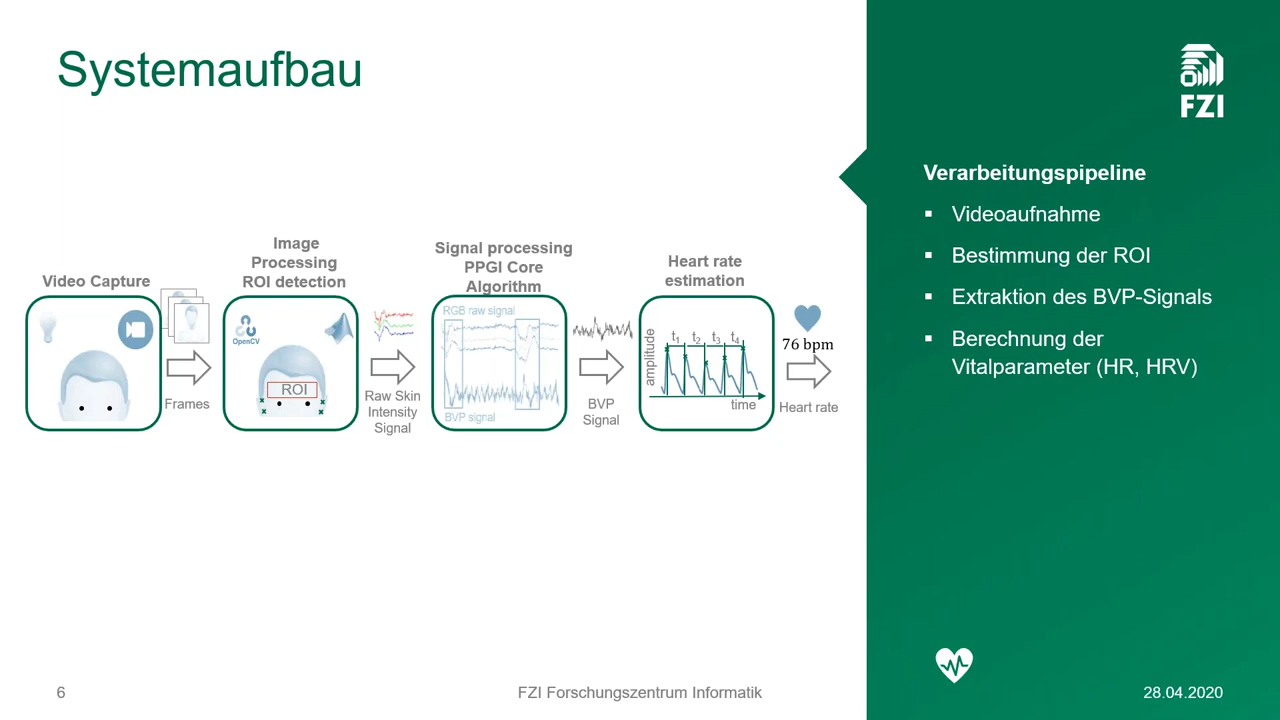 Systemaufbau
FZI
Verarbeitungspipeline
▪ Videoaufnahme
▪ Bestimmung der ROI
▪ Extraktion des BVP-Signals
▪ Berechnung der
Vitalparameter (HR, HRV)
Video Capture
Frames
Image
Processing
ROI detection
OpenCV
ROI
Raw Skin
Intensity
Signal
Signal processing
PPGI Core
Algorithm
RGB raw signal
BVP signal
BVP
Signal
Heart rate
estimation
amplitude
t1 t2 t3 t4
time
76 bpm
Heart rate
6
FZI Forschungszentrum Informatik
28.04.2020